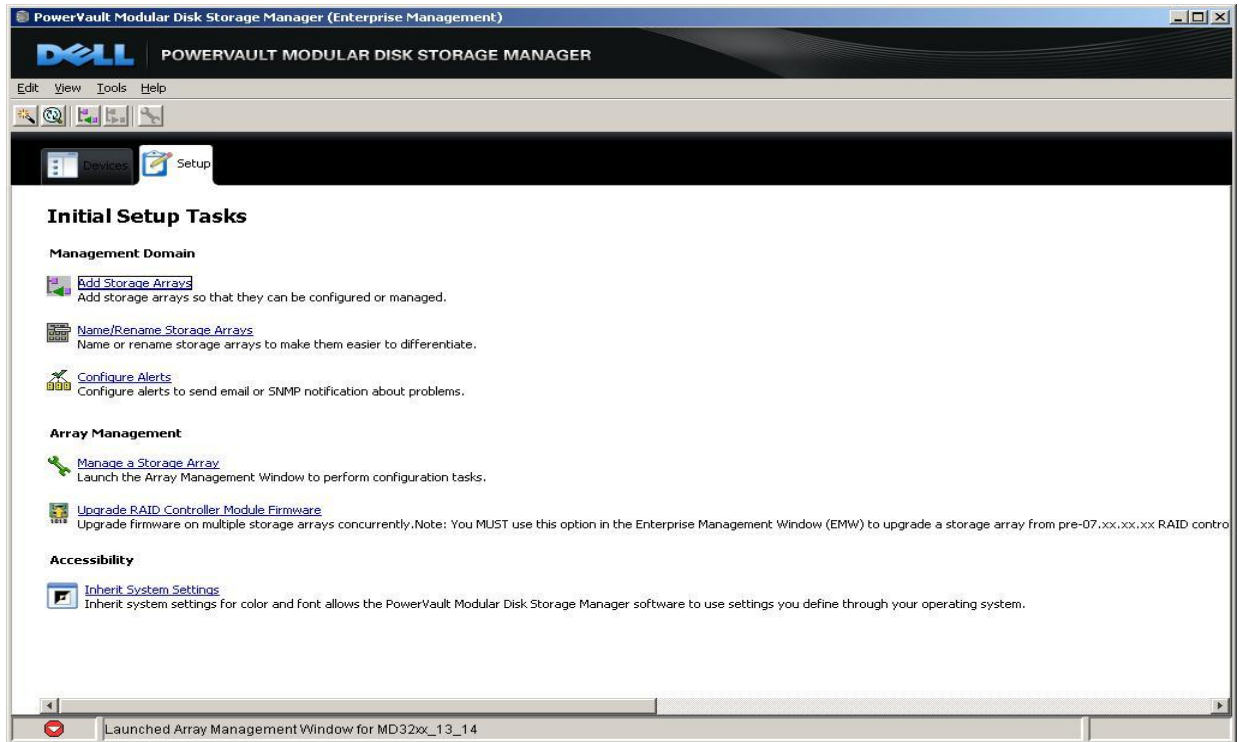 PowerVault Modular Disk Storage Manager (Enterprise Management)
DELL POWERVAULT MODULAR DISK STORAGE MANAGER
Edit View Tools Help
Devices Setup
Initial Setup Tasks
Management Domain
Add Storage Arrays
Add storage arrays so that they can be configured or managed.
Name/Rename Storage Arrays
Name or rename storage arrays to make them easier to differentiate.
Configure Alerts
Configure alerts to send email or SNMP notification about problems.
Array Management
Manage a Storage Array
Launch the Array Management Window to perform configuration tasks.
Upgrade RAID Controller Module Firmware
Upgrade firmware on multiple storage arrays concurrently.Note: You MUST use this option in the Enterprise Management Window (EMW) to upgrade a storage array from pre-07.xx.xx.xx RAID contro
Accessibility
Inherit System Settings
Inherit system settings for color and font allows the PowerVault Modular Disk Storage Manager software to use settings you define through your operating system.
Launched Array Management Window for MD32xx_13_14